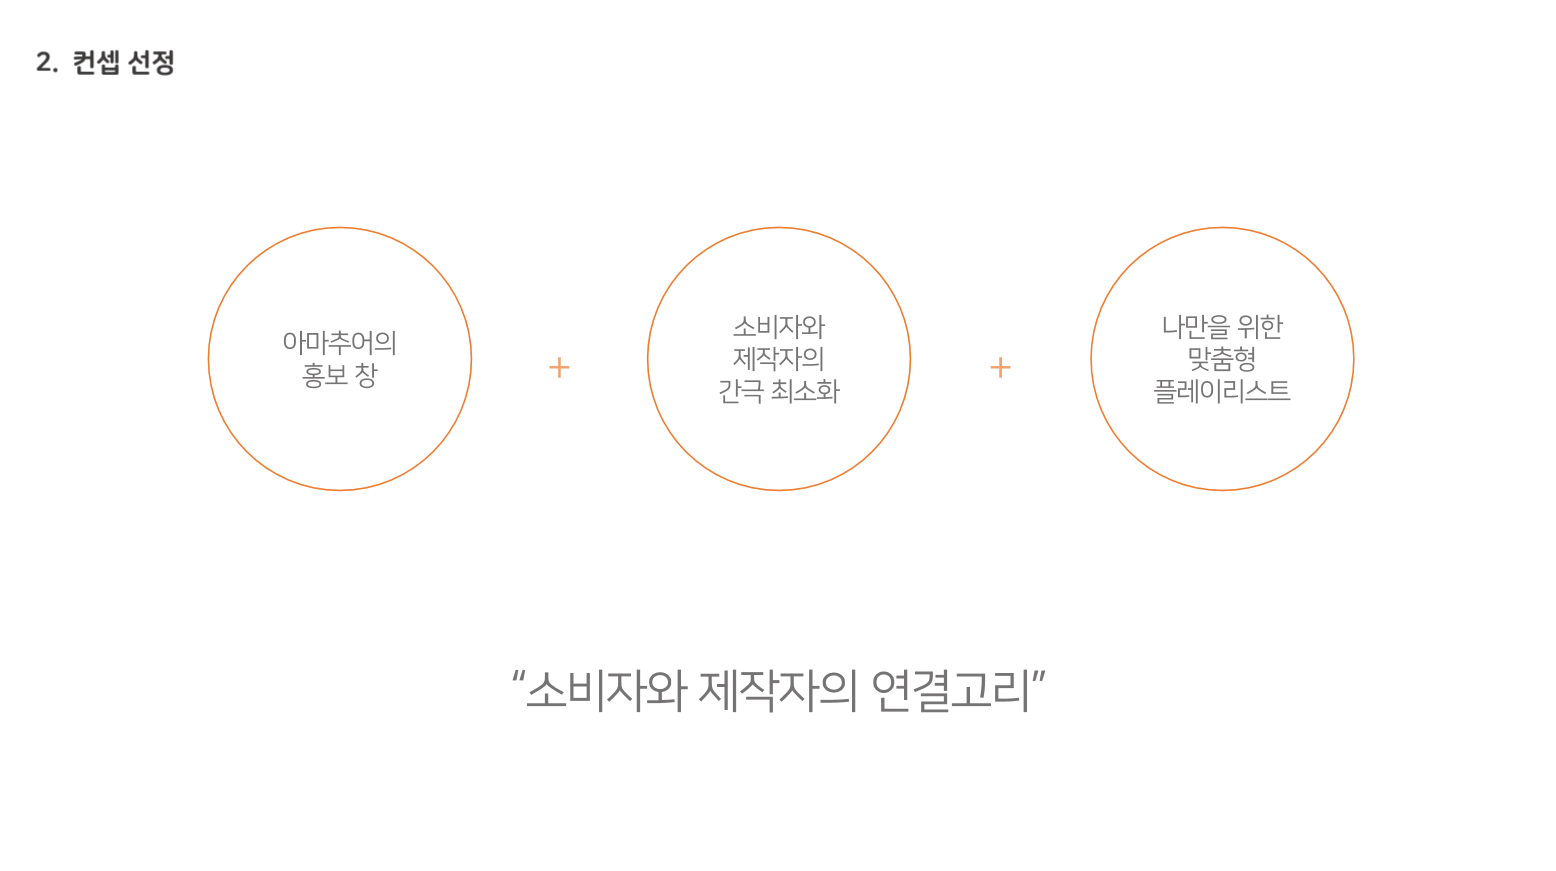 2. 컨셉 선정
아마추어의
홍보 창
+
소비자와
제작자의
간극 최소화
+
나만을 위한
맞춤형
플레이리스트
“소비자와 제작자의 연결고리”